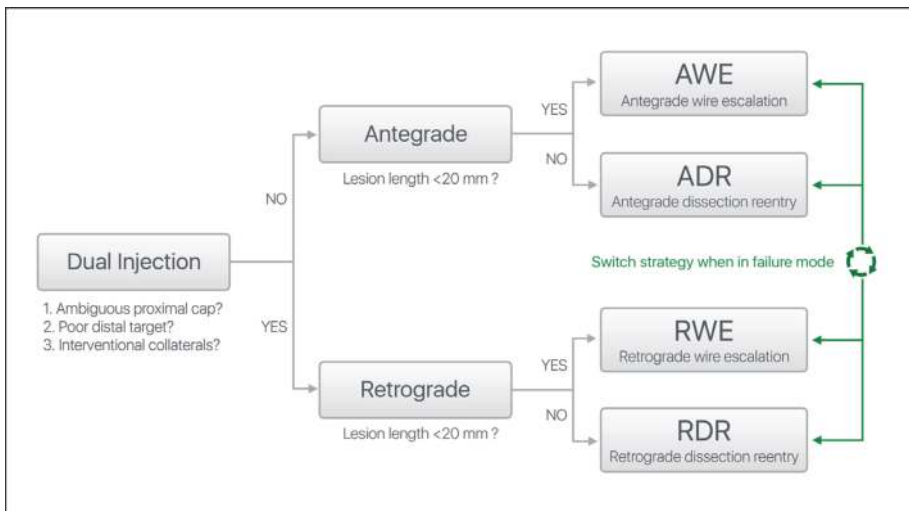 Dual Injection
1. Ambiguous proximal cap?
2. Poor distal target?
3. Interventional collaterals?
NO
YES
Antegrade
Lesion length <20 mm ?
YES
NO
AWE
Antegrade wire escalation
ADR
Antegrade dissection reentry
Switch strategy when in failure mode
Retrograde
Lesion length <20 mm ?
YES
NO
RWE
Retrograde wire escalation
RDR
Retrograde dissection reentry